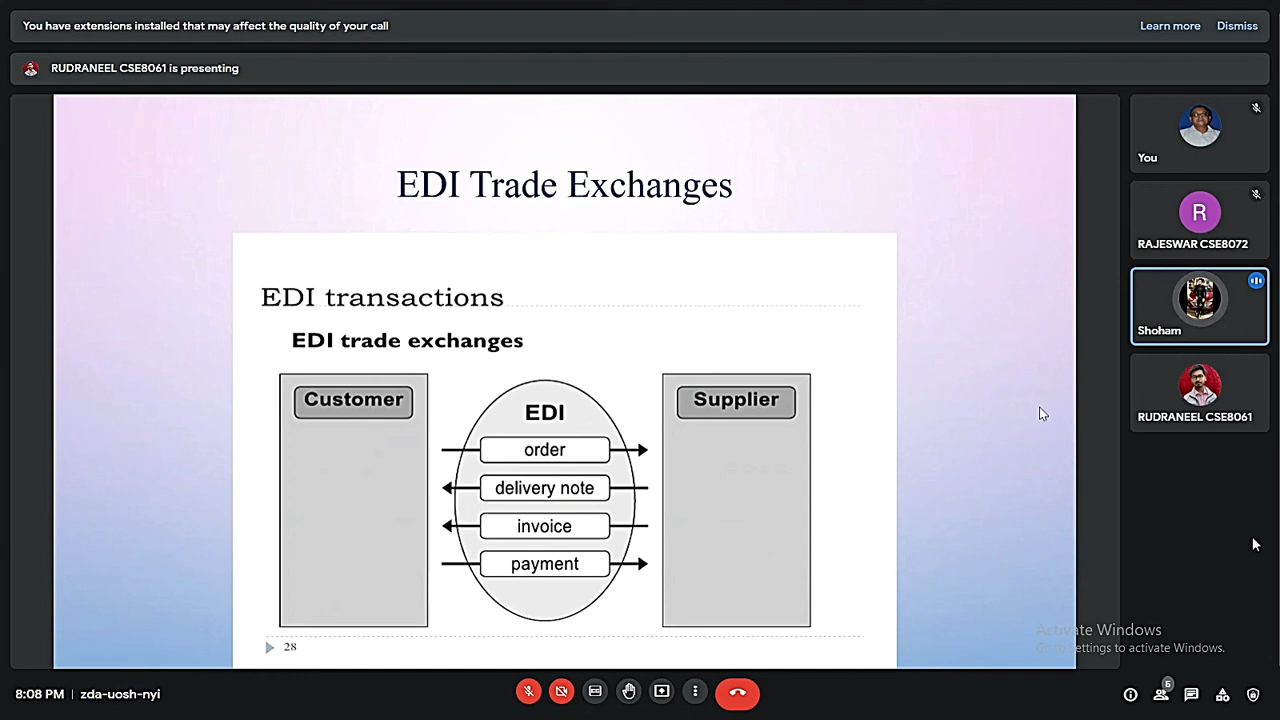 You have extensions installed that may affect the quality of your call
Learn more
Dismiss
RUDRANEEL CSE8061 is presenting
EDI Trade Exchanges
EDI transactions
EDI trade exchanges
Customer
EDI
Supplier
order
delivery note
invoice
payment
28
You
R
RAJESWAR CSE8072
Shoham
RUDRANEEL CSE8061
Activate Windows
settings to activate Windows.
8:08 PM | zda-uosh-nyi
6